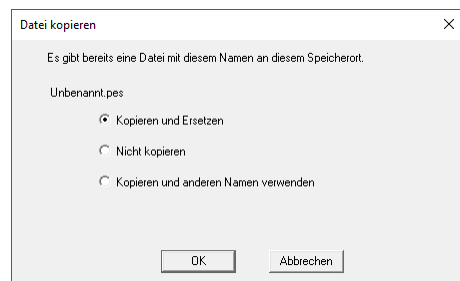 Datei kopieren
Es gibt bereits eine Datei mit diesem Namen an diesem Speicherort.
Unbenannt.pes
Kopieren und Ersetzen
Nicht kopieren
Kopieren und anderen Namen verwenden
OK Abbrechen